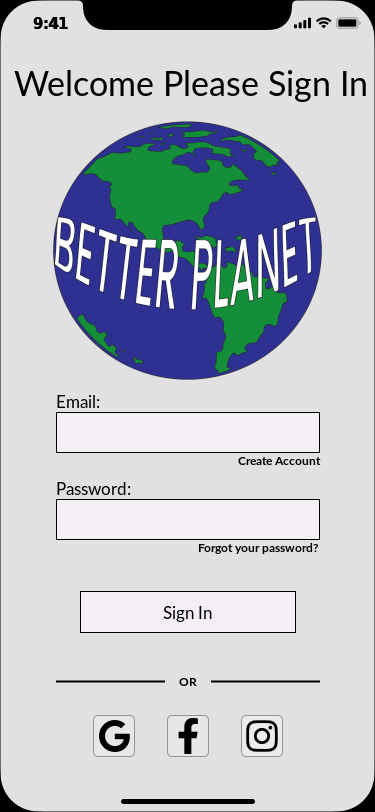 9:41
Welcome Please Sign In
BETTER PLANET
Email:
Create Account
Password:
Forgot your password?
Sign In
OR